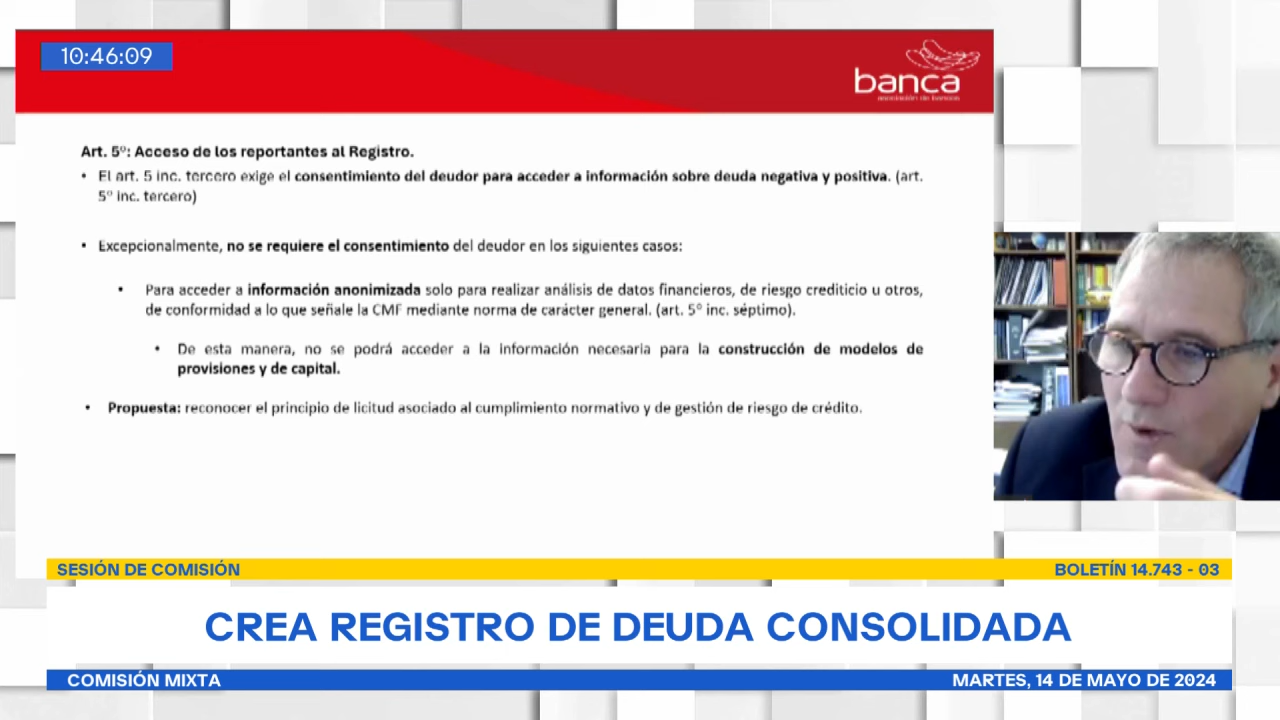 10:46:09
banca
asociación de bancos
Art. 5°: Acceso de los reportantes al Registro.
• El art. 5 inc. tercero exige el consentimiento del deudor para acceder a información sobre deuda negativa y positiva. (art.
5° inc. tercero)
• Excepcionalmente, no se requiere el consentimiento del deudor en los siguientes casos:
• Para acceder a información anonimizada solo para realizar análisis de datos financieros, de riesgo crediticio u otros,
de conformidad a lo que señale la CMF mediante norma de carácter general. (art. 5° inc. séptimo).
• De esta manera, no se podrá acceder a la información necesaria para la construcción de modelos de
provisiones y de capital.
• Propuesta: reconocer el principio de licitud asociado al cumplimiento normativo y de gestión de riesgo de crédito.
SESIÓN DE COMISIÓN
BOLETÍN 14.743 - 03
CREA REGISTRO DE DEUDA CONSOLIDADA
COMISIÓN MIXTA
MARTES, 14 DE MAYO DE 2024